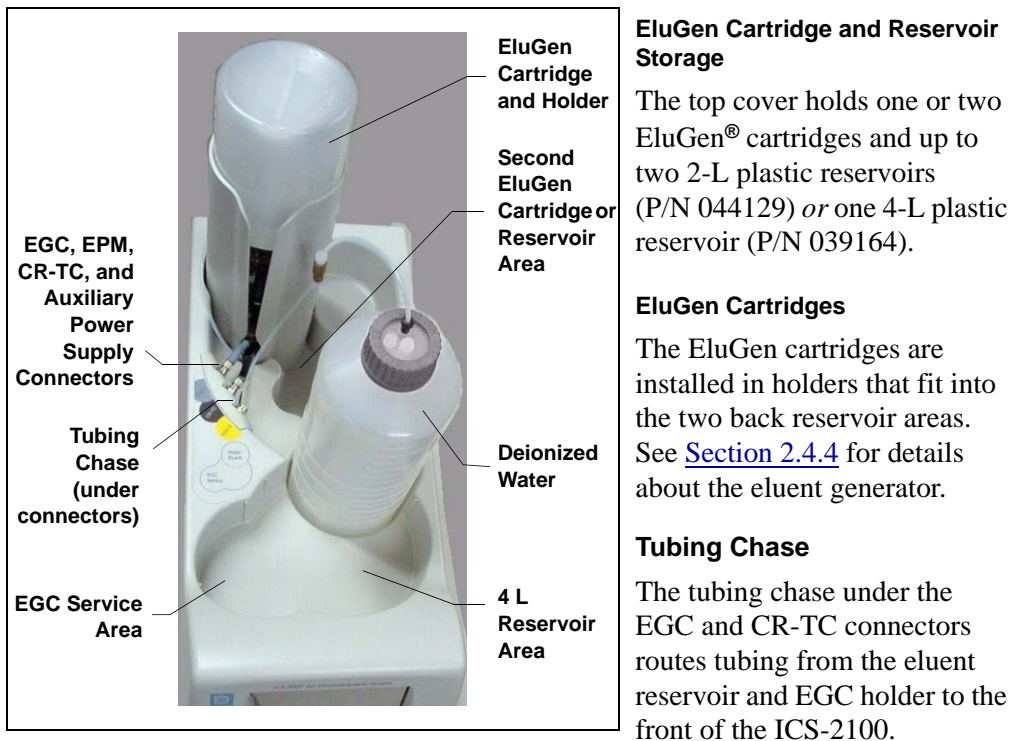 EluGen
Cartridge
and Holder
Second
EluGen
Cartridge or
Reservoir
Area
EGC, EPM,
CR-TC, and
Auxiliary
Power
Supply
Connectors
Tubing
Chase
(under
connectors)
Deionized
Water
EGC Service
Area
4 L
Reservoir
Area
EluGen Cartridge and Reservoir
Storage
The top cover holds one or two
EluGen® cartridges and up to
two 2-L plastic reservoirs
(P/N 044129) or one 4-L plastic
reservoir (P/N 039164).
EluGen Cartridges
The EluGen cartridges are
installed in holders that fit into
the two back reservoir areas.
See Section 2.4.4 for details
about the eluent generator.
Tubing Chase
The tubing chase under the
EGC and CR-TC connectors
routes tubing from the eluent
reservoir and EGC holder to the
front of the ICS-2100.